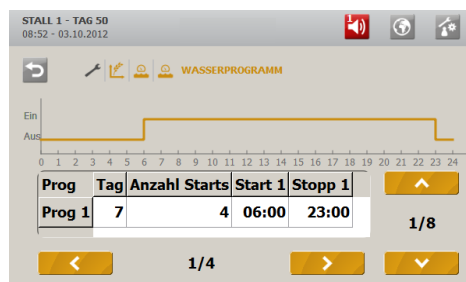 STALL 1 - TAG 50
08:52 - 03.10.2012
1
WASSERPROGRAMM
Ein
Aus
0 1 2 3 4 5 6 7 8 9 10 11 12 13 14 15 16 17 18 19 20 21 22 23 24
Prog Tag Anzahl Starts Start 1 Stopp 1
Prog 1 7 4 06:00 23:00
1/8
1/4